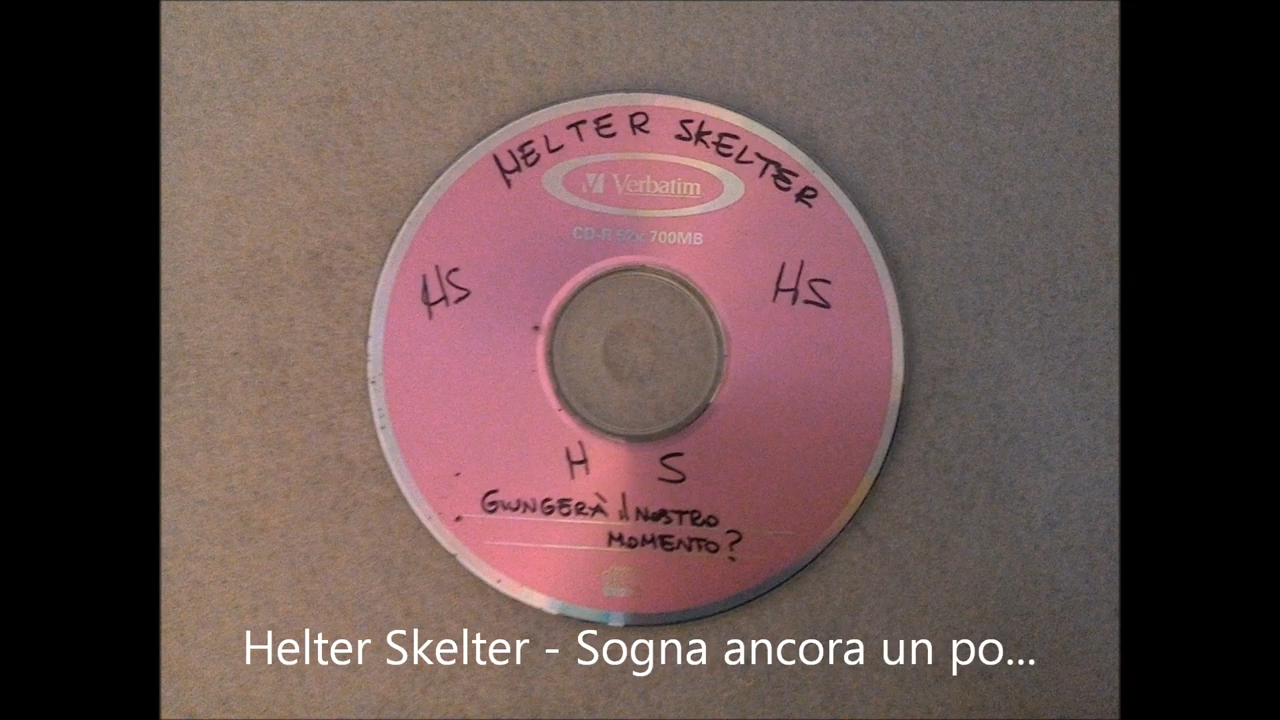 HELTER SKELTER
Verbatim
CD-R 52x 700MB
HS
HS
H S
GIUNGERÀ il NOSTRO
MOMENTO?
Helter Skelter - Sogna ancora un po...